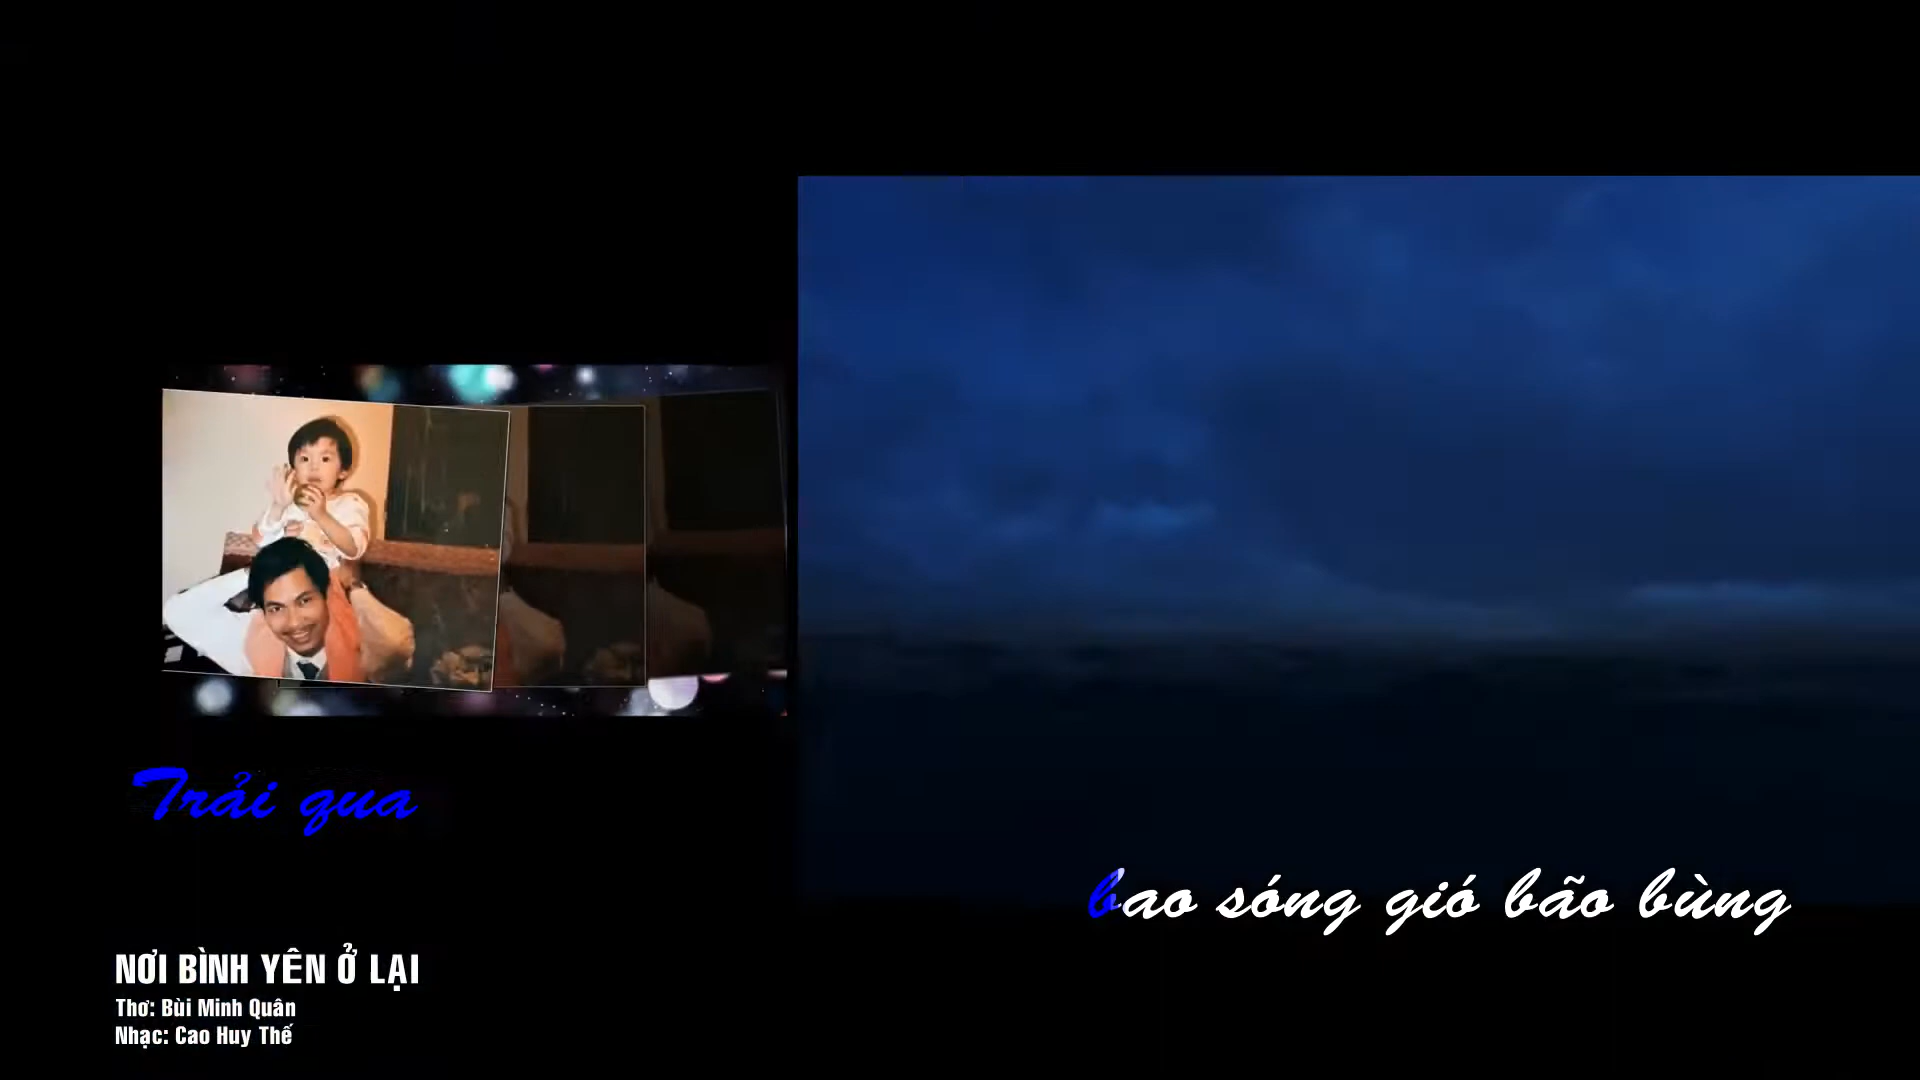 Trải qua
bao sóng gió bão bùng
NƠI BÌNH YÊN Ở LẠI
Thơ: Bùi Minh Quân
Nhạc: Cao Huy Thế